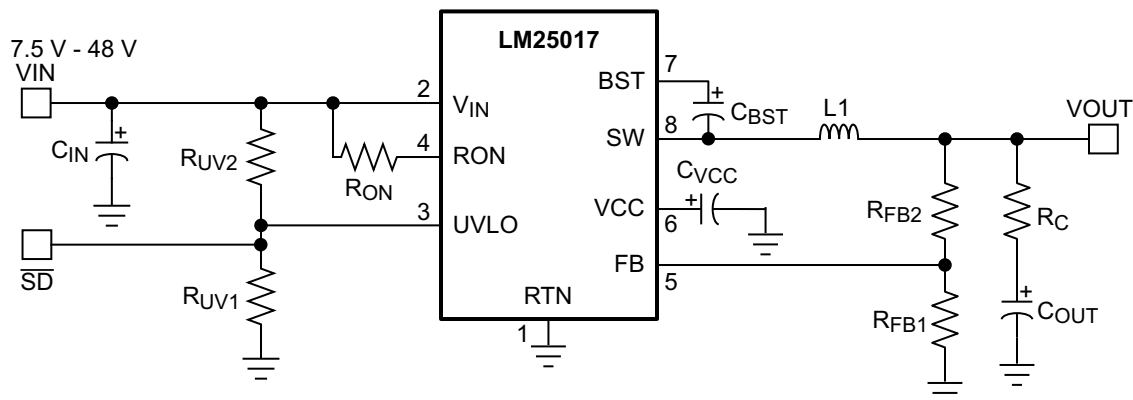 7.5 V - 48 V
VIN
LM25017
7
BST
2
VIN
CBST
L1
VOUT
8
SW
CIN
RUV2
4
RON
RON
CVCC
3
UVLO
VCC
6
RFB2
RC
SD
FB
5
RUV1
RTN
1
RFB1
COUT